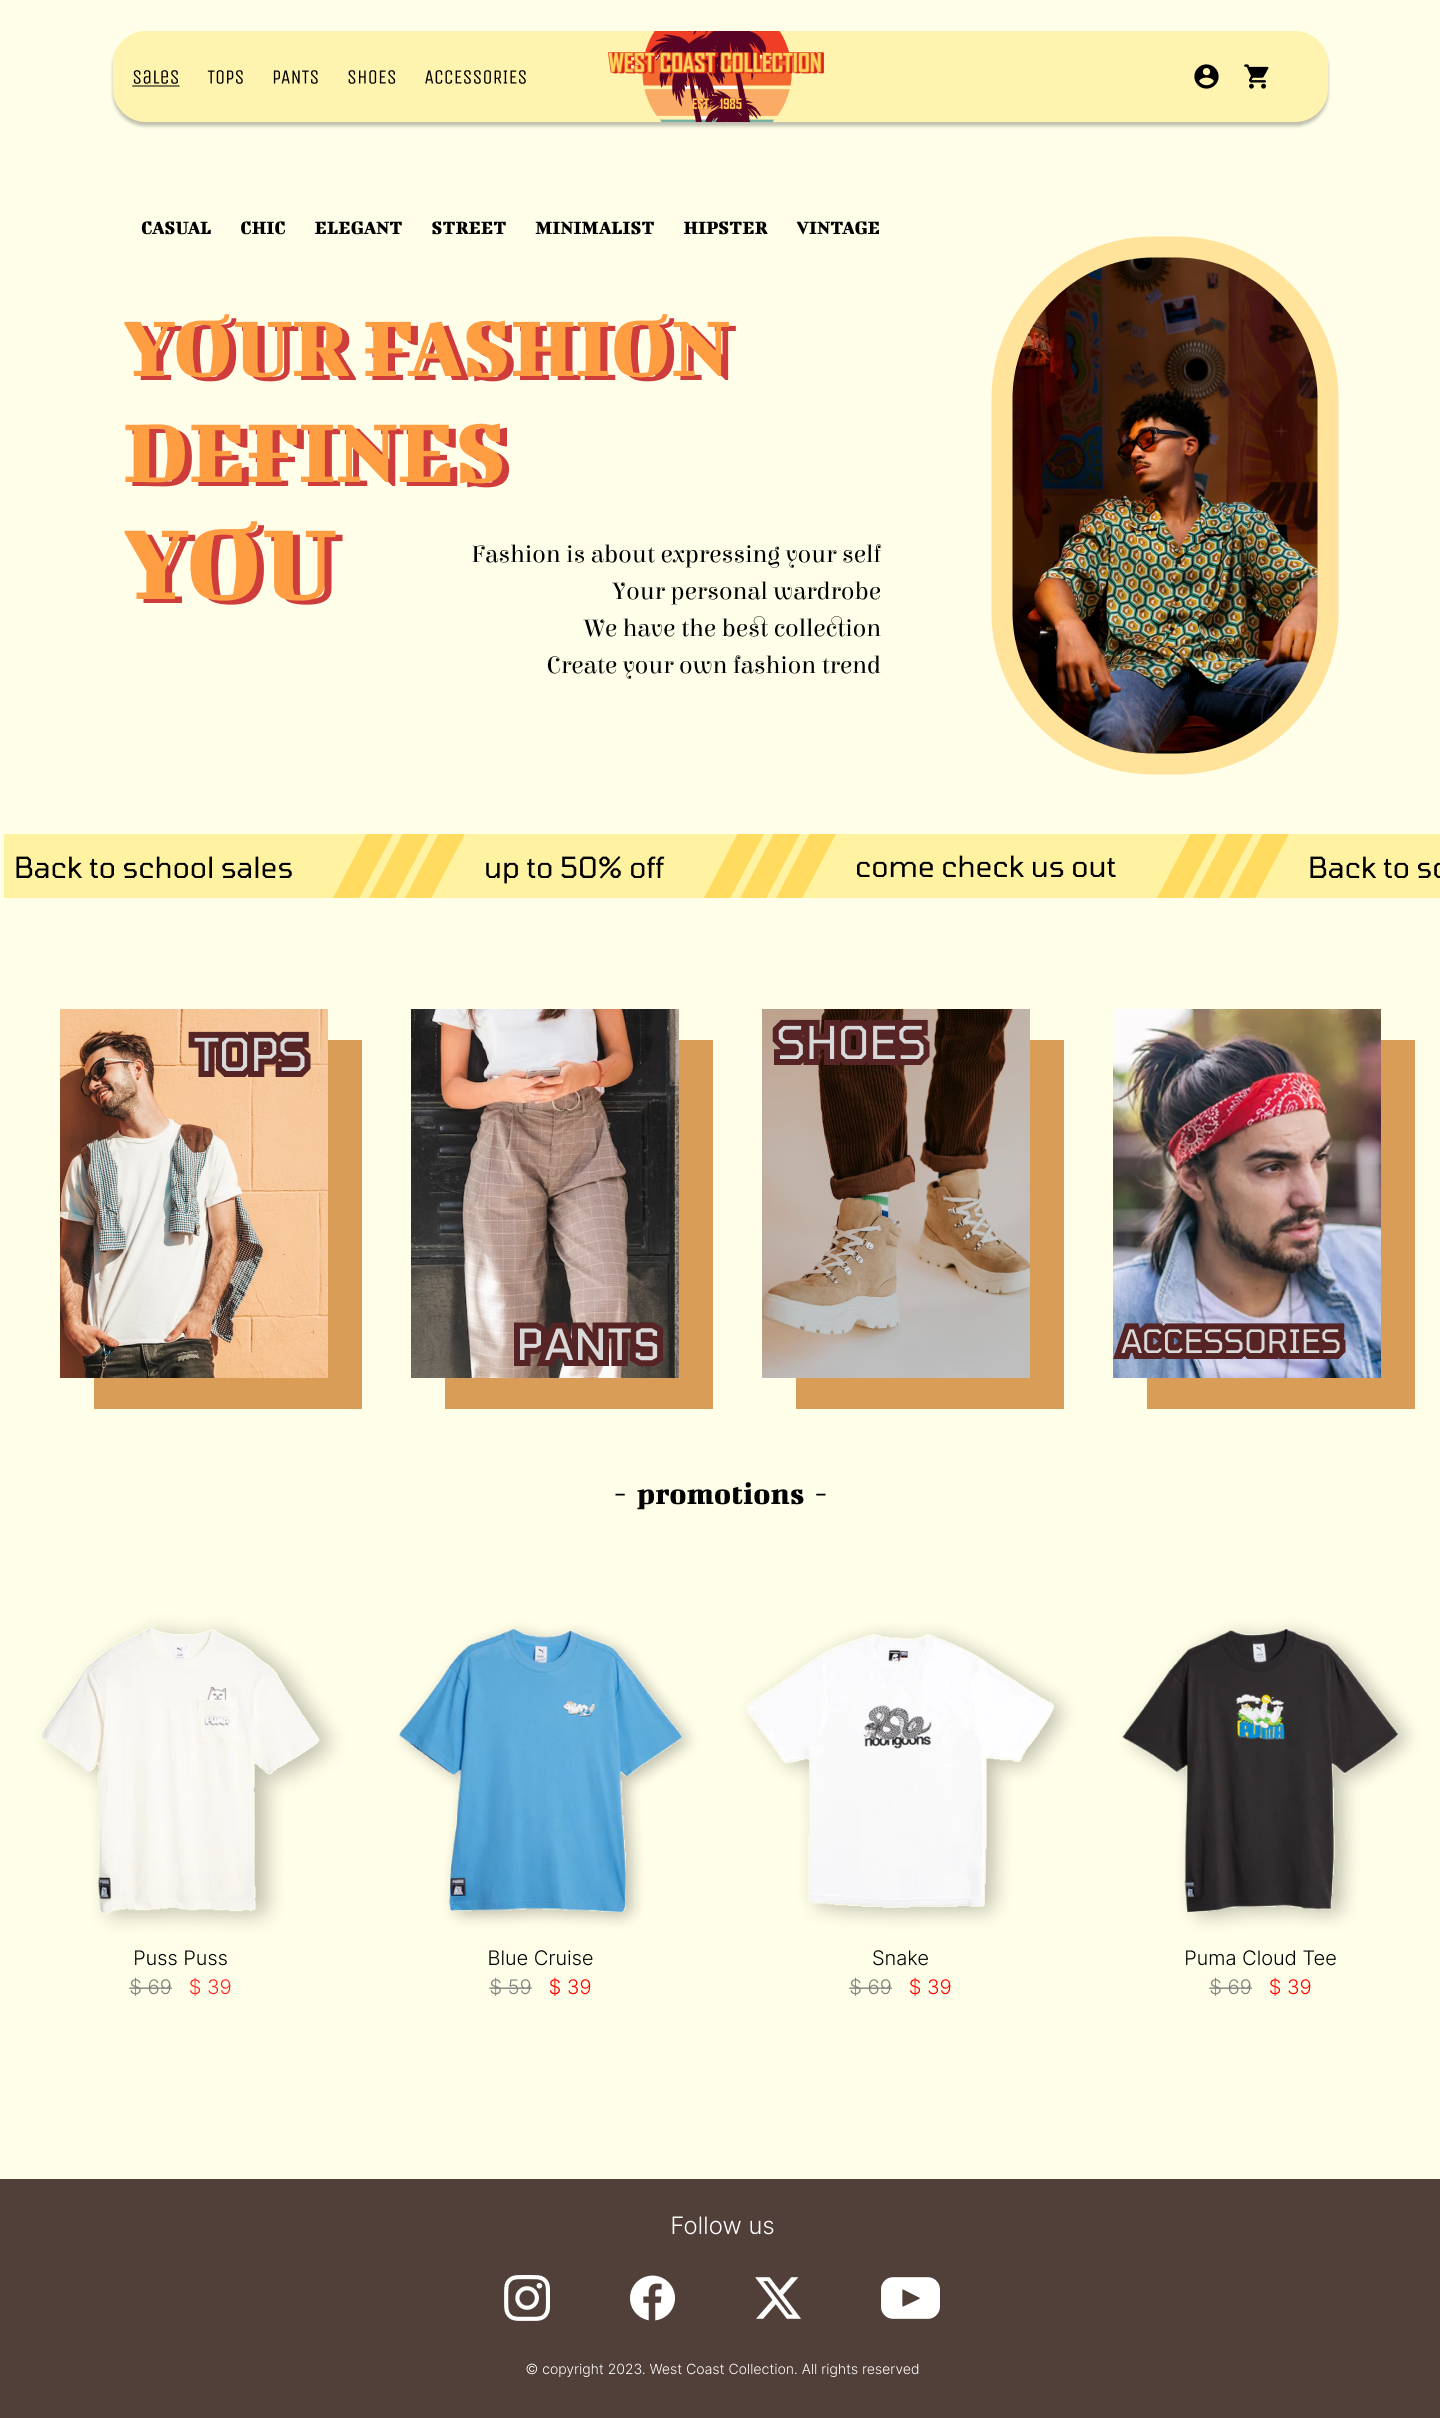 sales TOPS PANTS SHOES ACCESSORIES
WEST COAST COLLECTION
EST. 1985
CASUAL CHIC ELEGANT STREET MINIMALIST HIPSTER VINTAGE
YOUR FASHION
DEFINES
YOU
Fashion is about expressing your self
Your personal wardrobe
We have the best collection
Create your own fashion trend
Back to school sales up to 50% off come check us out Back to sc
TOPS
PANTS
SHOES
ACCESSORIES
- promotions -
PUMA
noongoons
PUMA
Puss Puss
$ 69 $ 39
Blue Cruise
$ 59 $ 39
Snake
$ 69 $ 39
Puma Cloud Tee
$ 69 $ 39
Follow us
© copyright 2023. West Coast Collection. All rights reserved